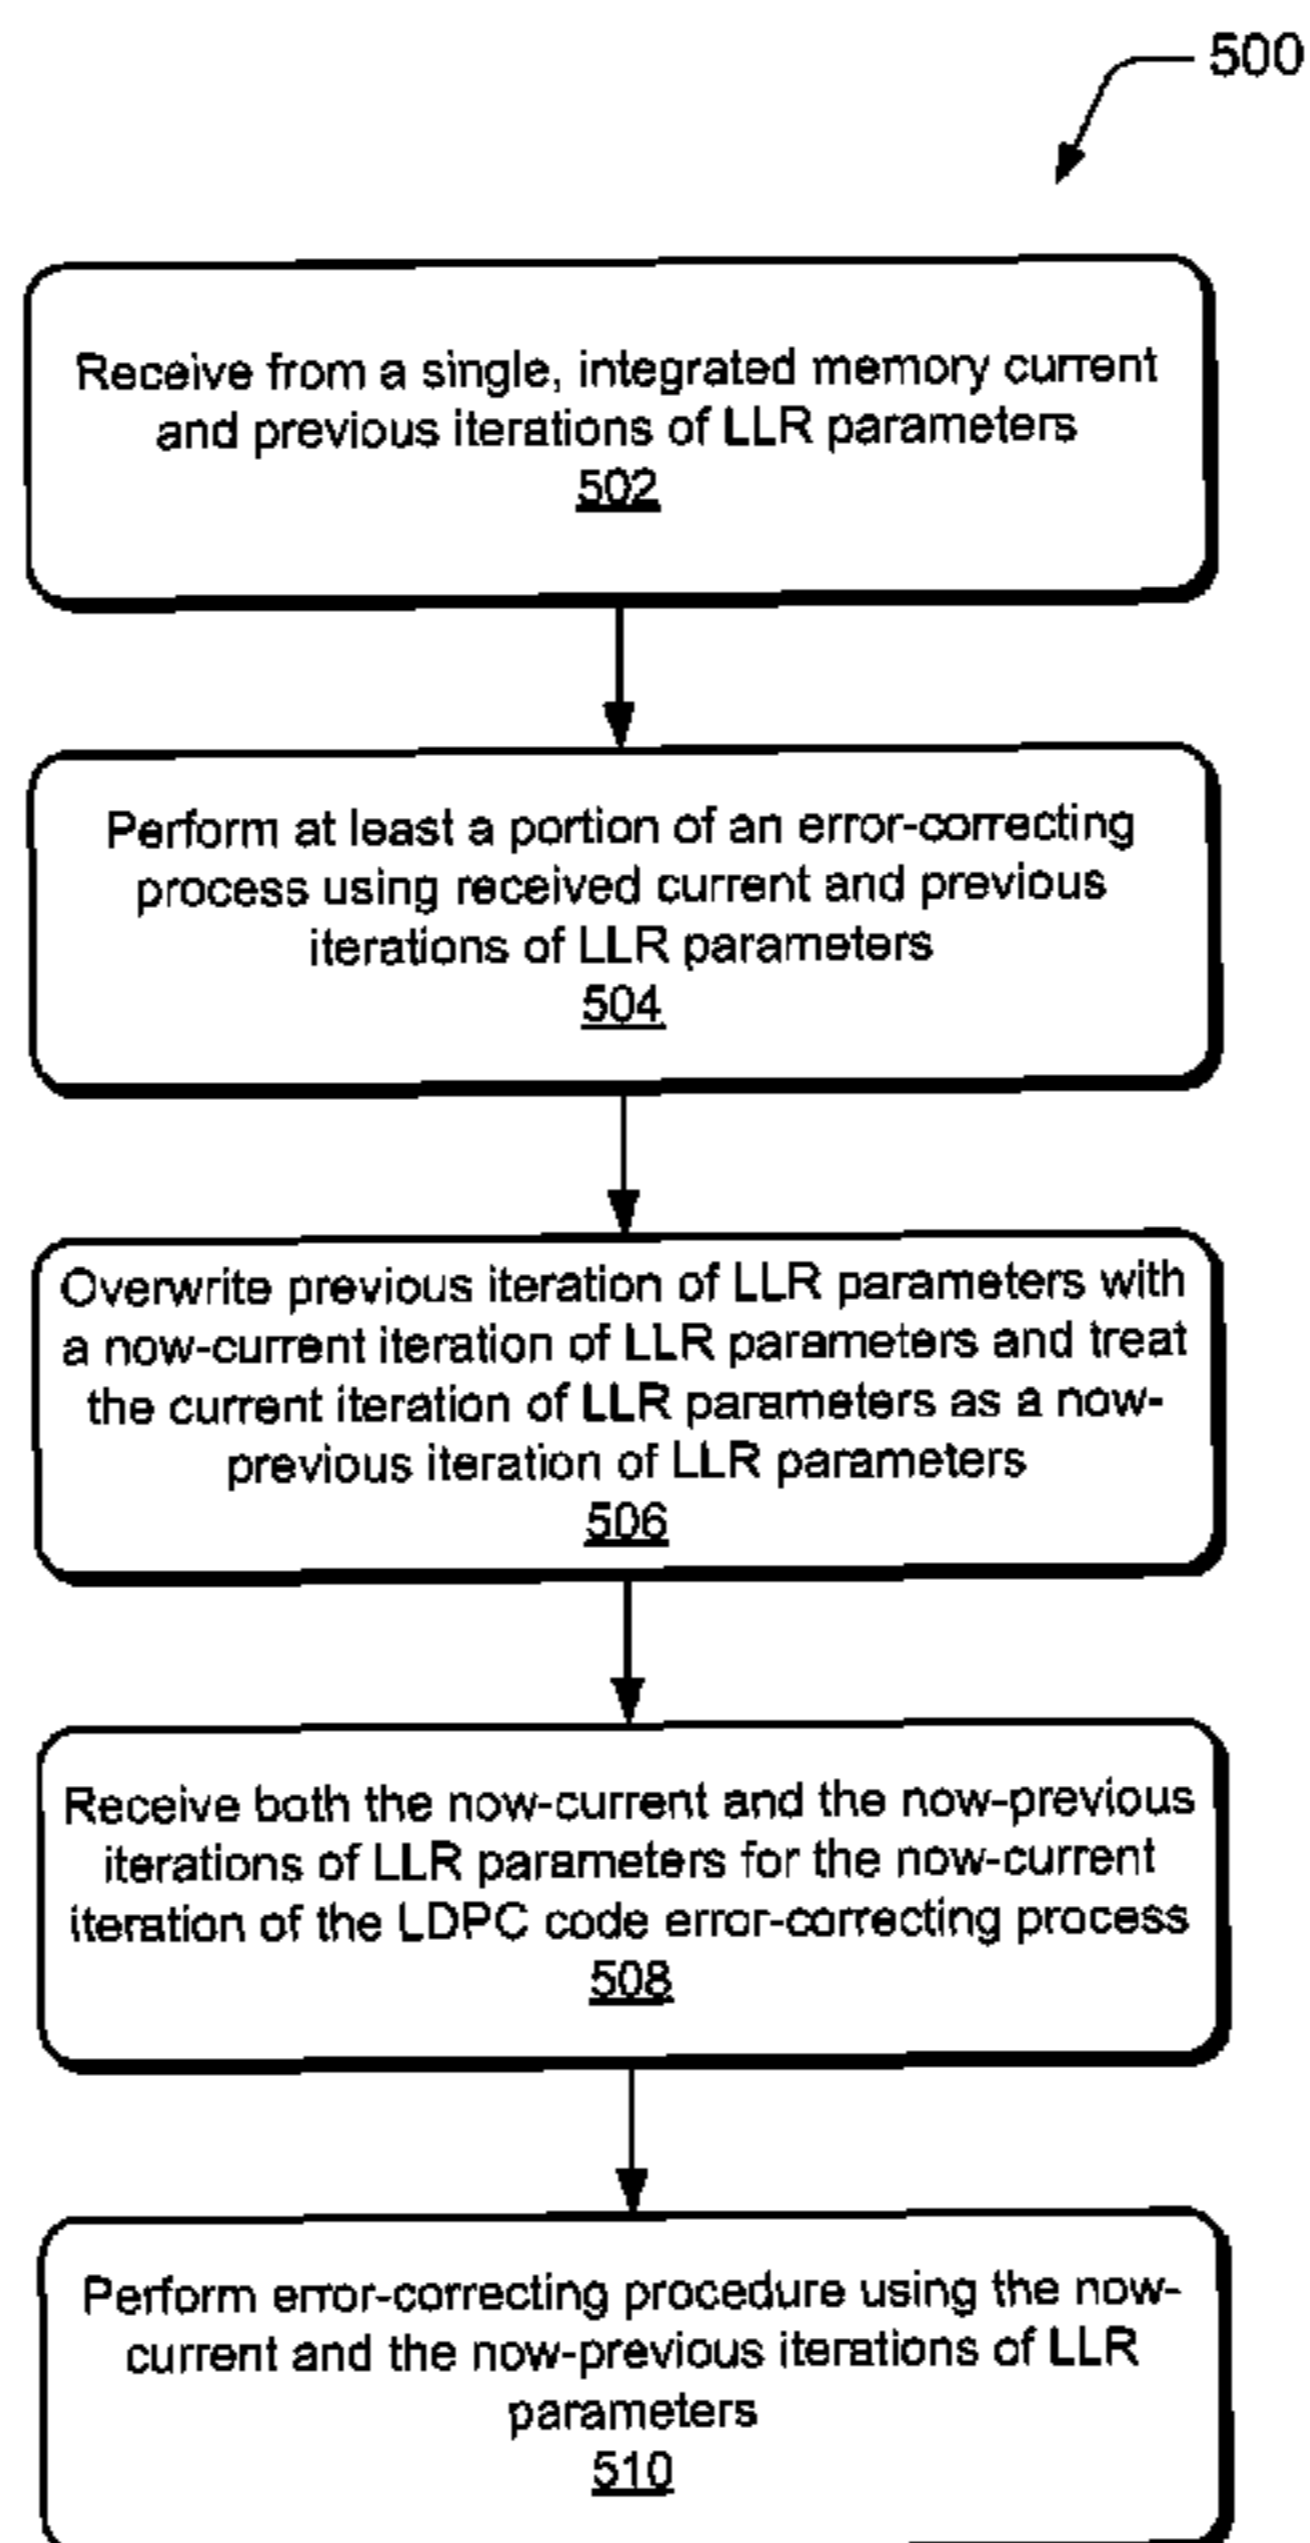 500
Receive from a single, integrated memory current
and previous iterations of LLR parameters
502
Perform at least a portion of an error-correcting
process using received current and previous
iterations of LLR parameters
504
Overwrite previous iteration of LLR parameters with
a now-current iteration of LLR parameters and treat
the current iteration of LLR parameters as a now-
previous iteration of LLR parameters
506
Receive both the now-current and the now-previous
iterations of LLR parameters for the now-current
iteration of the LDPC code error-correcting process
508
Perform error-correcting procedure using the now-
current and the now-previous iterations of LLR
parameters
510